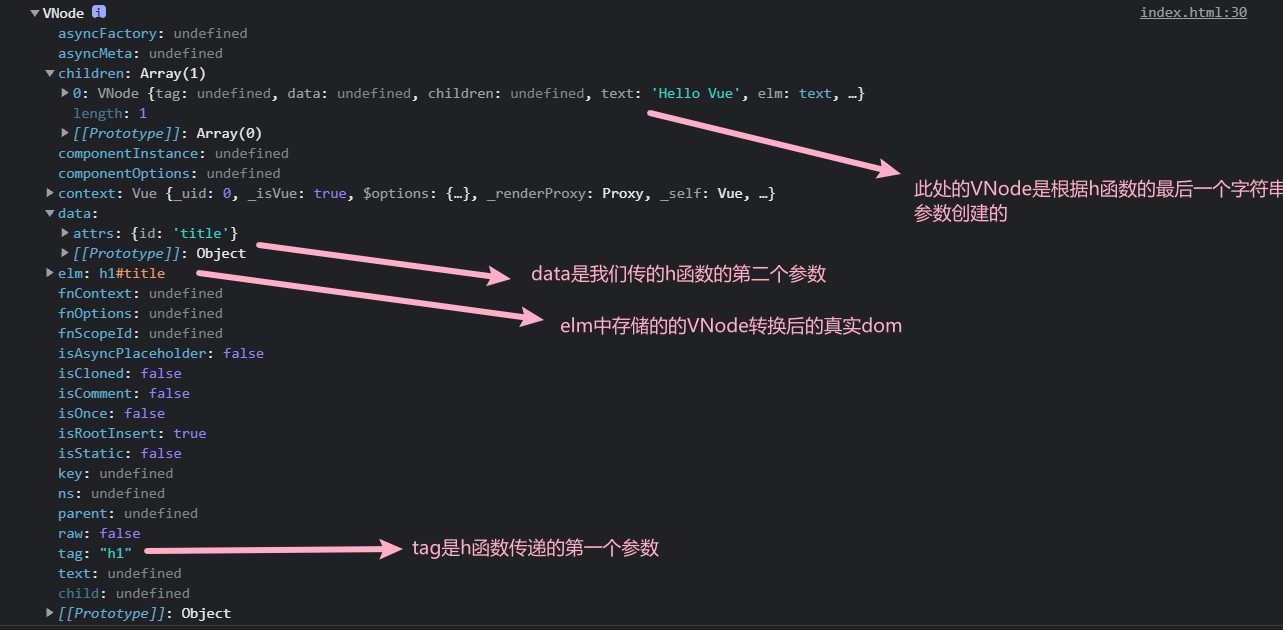 VNode i index.html:30
asyncFactory: undefined
asyncMeta: undefined
children: Array(1)
0: VNode {tag: undefined, data: undefined, children: undefined, text: 'Hello Vue', elm: text, …}
length: 1
[[Prototype]]: Array(0)
componentInstance: undefined
componentOptions: undefined
此处的VNode是根据h函数的最后一个字符串
参数创建的
context: Vue {_uid: 0, _isVue: true, $options: {…}, _renderProxy: Proxy, _self: Vue, …}
data:
attrs: {id: 'title'}
[[Prototype]]: Object
data是我们传的h函数的第二个参数
elm: h1#title
fnContext: undefined
fnOptions: undefined
elm中存储的的VNode转换后的真实dom
fnScopeId: undefined
isAsyncPlaceholder: false
isCloned: false
isComment: false
isOnce: false
isRootInsert: true
isStatic: false
key: undefined
ns: undefined
parent: undefined
raw: false
tag: "h1"
tag是h函数传递的第一个参数
text: undefined
child: undefined
[[Prototype]]: Object